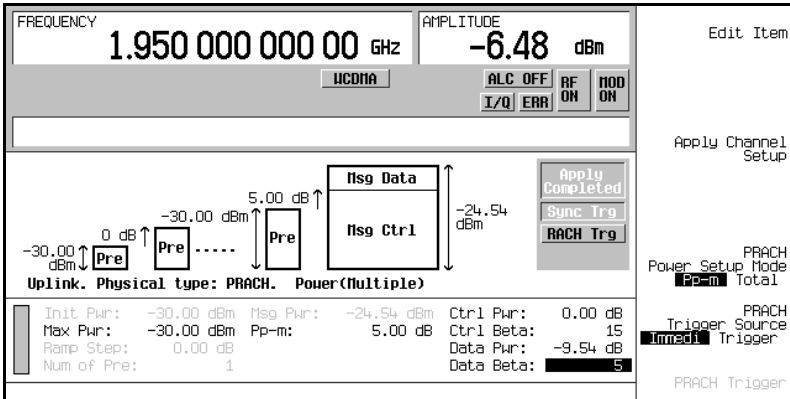 FREQUENCY
1.950 000 000 00 GHz
AMPLITUDE
-6.48 dBm
WCDMA
ALC OFF
I/Q ERR
RF ON
MOD ON
Apply Completed
Sync Trg
RACH Trg
Msg Data
Msg Ctrl
-24.54 dBm
5.00 dB
Pre
-30.00 dBm
Pre
.....
0 dB
Pre
-30.00 dBm
Uplink. Physical type: PRACH. Power(Multiple)
Init Pwr: -30.00 dBm Msg Pwr: -24.54 dBm Ctrl Pwr: 0.00 dB
Max Pwr: -30.00 dBm Pp-m: 5.00 dB Ctrl Beta: 15
Ramp Step: 0.00 dB Data Pwr: -9.54 dB
Num of Pre: 1 Data Beta: 5
Edit Item
Apply Channel
Setup
PRACH
Power Setup Mode
Pp-m Total
PRACH
Trigger Source
Immedi Trigger
PRACH Trigger